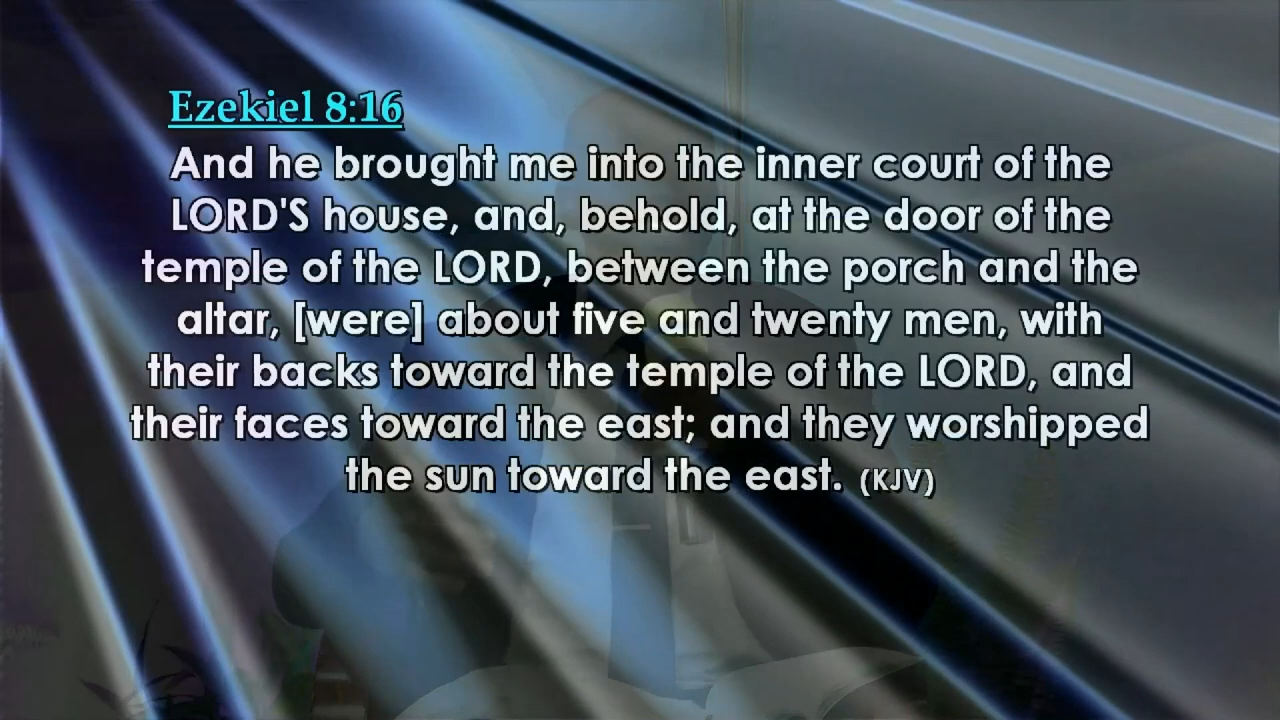 Ezekiel 8:16
And he brought me into the inner court of the
LORD'S house, and, behold, at the door of the
temple of the LORD, between the porch and the
altar, [were] about five and twenty men, with
their backs toward the temple of the LORD, and
their faces toward the east; and they worshipped
the sun toward the east. (KJV)